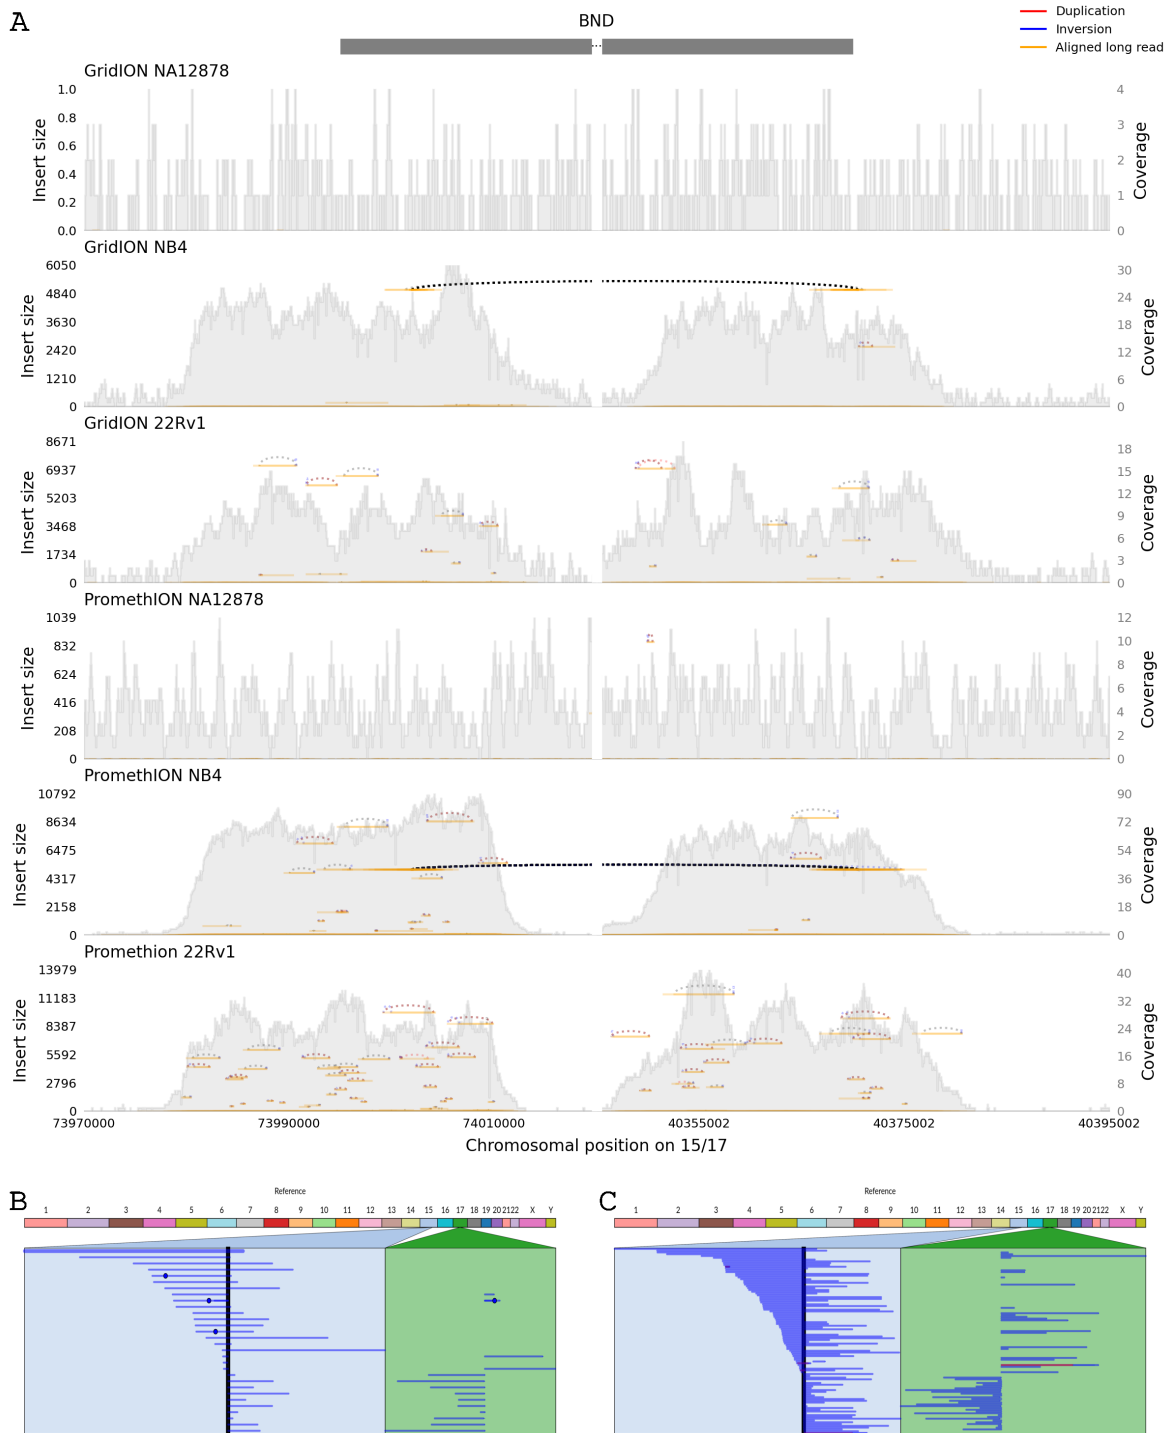 A
BND
Duplication
Inversion
Aligned long read
GridION NA12878
Insert size
1.0
0.8
0.6
0.4
0.2
0.0
4
3
2
1
0
Coverage
GridION NB4
Insert size
6050
4840
3630
2420
1210
0
30
24
18
12
6
0
Coverage
GridION 22Rv1
Insert size
8671
6937
5203
3468
1734
0
18
15
12
9
6
3
0
Coverage
PromethION NA12878
Insert size
1039
832
624
416
208
0
12
10
8
6
4
2
0
Coverage
PromethION NB4
Insert size
10792
8634
6475
4317
2158
0
90
72
54
36
18
0
Coverage
Promethion 22Rv1
Insert size
13979
11183
8387
5592
2796
0
40
32
24
16
8
0
Coverage
73970000 73990000 74010000 40355002 40375002 40395002
Chromosomal position on 15/17
B
Reference
1 2 3 4 5 6 7 8 9 10 11 12 13 14 15 16 17 18 19 20 21 22 X Y
C
Reference
1 2 3 4 5 6 7 8 9 10 11 12 13 14 15 16 17 18 19 20 21 22 X Y